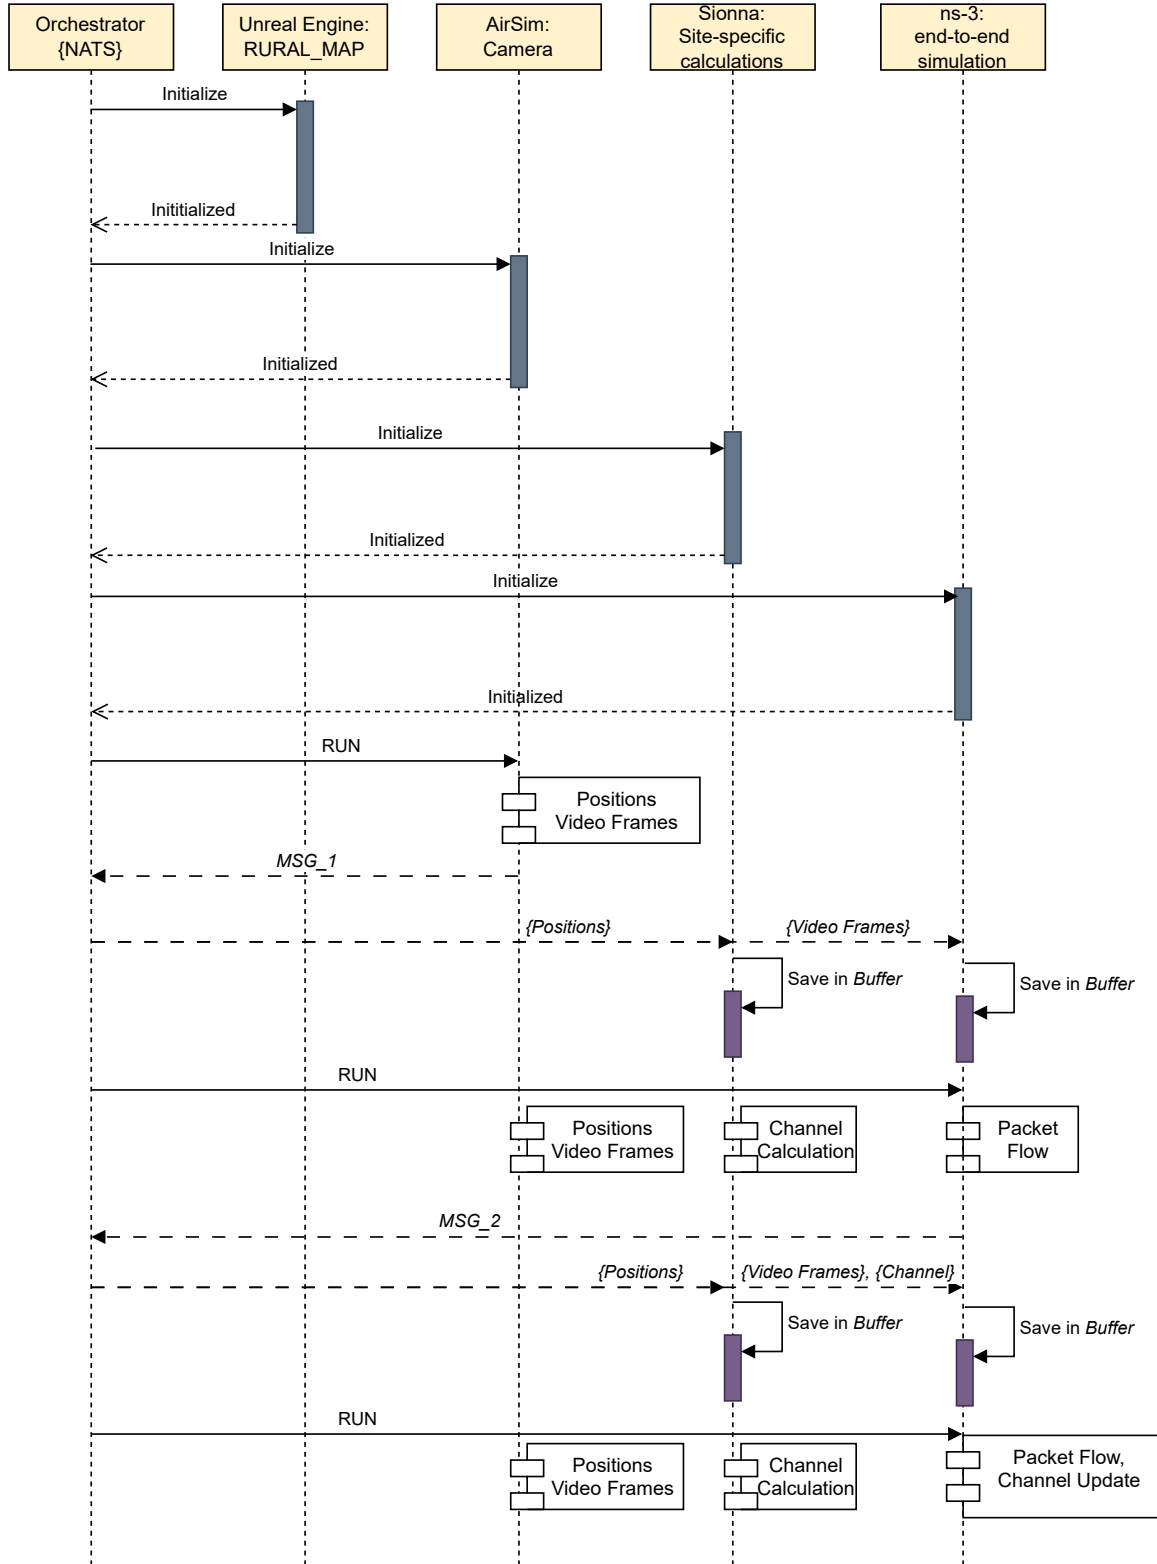 Orchestrator
{NATS}
Unreal Engine:
RURAL_MAP
AirSim:
Camera
Sionna:
Site-specific
calculations
ns-3:
end-to-end
simulation
Initialize
Inititialized
Initialize
Initialized
Initialize
Initialized
Initialize
Initialized
RUN
Positions
Video Frames
MSG_1
{Positions}
{Video Frames}
Save in Buffer
Save in Buffer
RUN
Positions
Video Frames
Channel
Calculation
Packet
Flow
MSG_2
{Positions}
{Video Frames}, {Channel}
Save in Buffer
Save in Buffer
RUN
Positions
Video Frames
Channel
Calculation
Packet Flow,
Channel Update